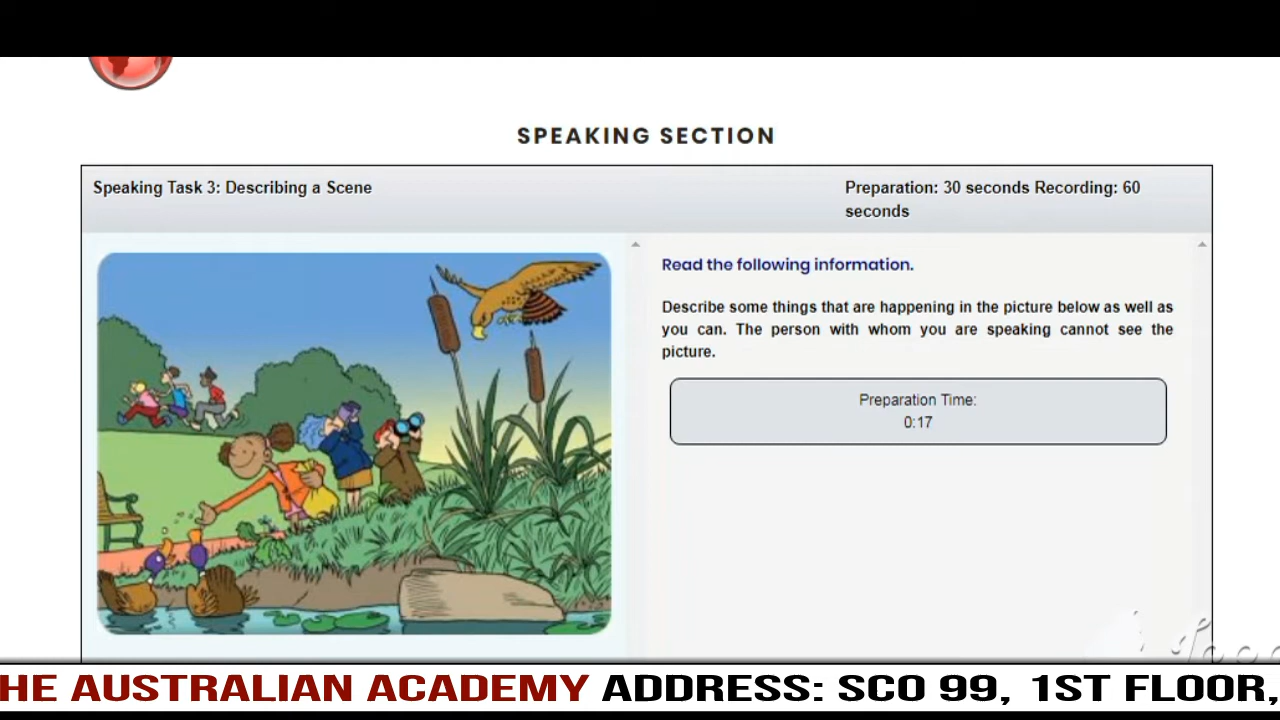 SPEAKING SECTION
Speaking Task 3: Describing a Scene
Preparation: 30 seconds Recording: 60
seconds
Read the following information.
Describe some things that are happening in the picture below as well as
you can. The person with whom you are speaking cannot see the
picture.
Preparation Time:
0:17
HE AUSTRALIAN ACADEMY ADDRESS: SCO 99, 1ST FLOOR,